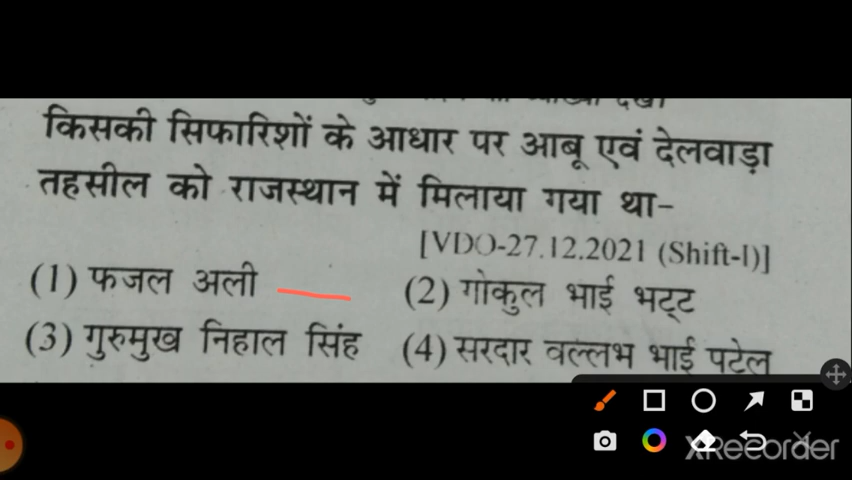 किसकी सिफारिशों के आधार पर आबू एवं देलवाड़ा
तहसील को राजस्थान में मिलाया गया था-
[VDO-27.12.2021 (Shift-I)]
(1) फजल अली (2) गोकुल भाई भट्ट
(3) गुरुमुख निहाल सिंह (4) सरदार वल्लभ भाई पटेल
XRecorder